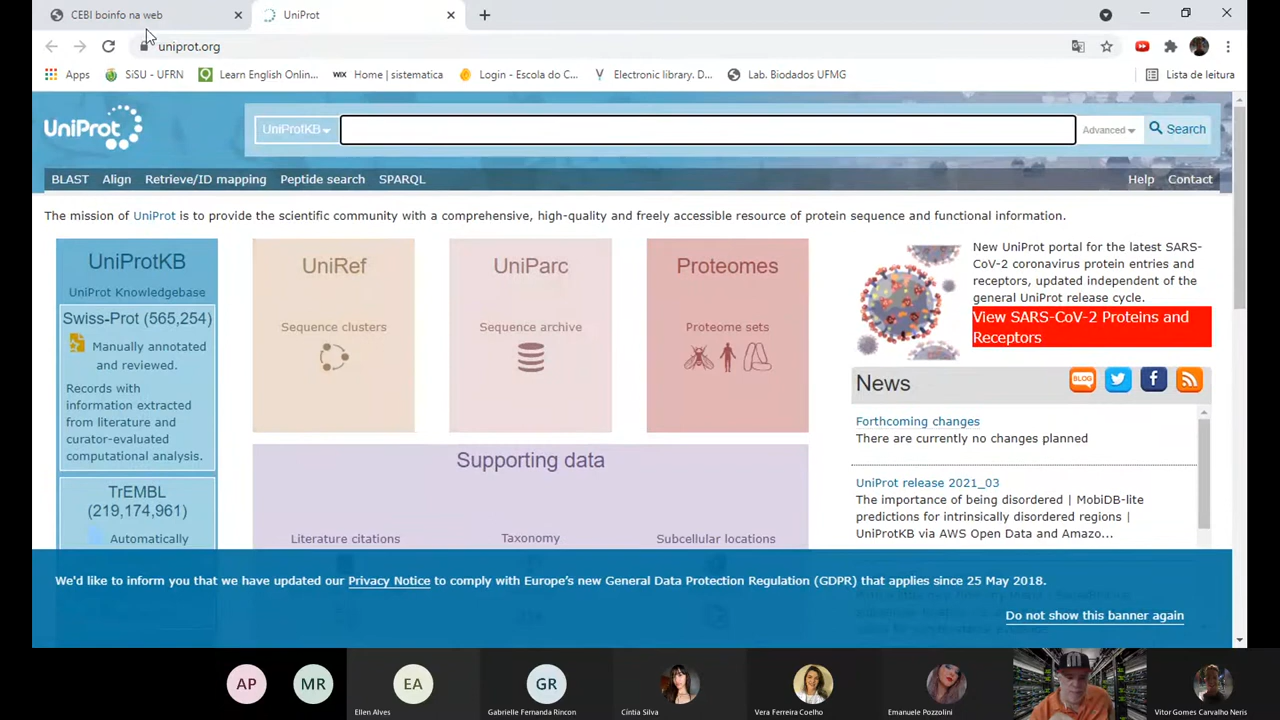 CEBI boinfo na web
UniProt
uniprot.org
Apps
SiSU - UFRN
Learn English Onlin...
WIX
Home | sistematica
Login - Escola do C...
Electronic library. D...
Lab. Biodados UFMG
Lista de leitura
UniProt
UniProtKB
Advanced
Search
BLAST
Align
Retrieve/ID mapping
Peptide search
SPARQL
Help
Contact
The mission of UniProt is to provide the scientific community with a comprehensive, high-quality and freely accessible resource of protein sequence and functional information.
UniProtKB
UniProt Knowledgebase
Swiss-Prot (565,254)
Manually annotated
and reviewed.
Records with
information extracted
from literature and
curator-evaluated
computational analysis.
TrEMBL
(219,174,961)
Automatically
UniRef
Sequence clusters
UniParc
Sequence archive
Proteomes
Proteome sets
Supporting data
Literature citations
Taxonomy
Subcellular locations
New UniProt portal for the latest SARS-
CoV-2 coronavirus protein entries and
receptors, updated independent of the
general UniProt release cycle.
View SARS-CoV-2 Proteins and
Receptors
News
BLOG
Forthcoming changes
There are currently no changes planned
UniProt release 2021_03
The importance of being disordered | MobiDB-lite
predictions for intrinsically disordered regions |
UniProtKB via AWS Open Data and Amazo...
We'd like to inform you that we have updated our Privacy Notice to comply with Europe's new General Data Protection Regulation (GDPR) that applies since 25 May 2018.
Do not show this banner again
AP
MR
EA
Ellen Alves
GR
Gabrielle Fernanda Rincon
Cintia Silva
Vera Ferreira Coelho
Emanuele Pozzolini
Vitor Gomes Carvalho Neris